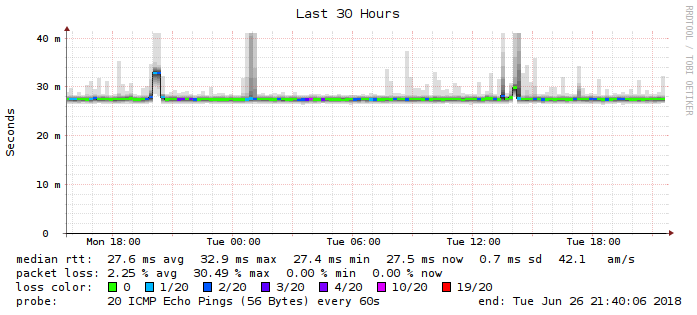 Last 30 Hours
RRDTOOL / TOBI OETIKER
Seconds
40 m
30 m
20 m
10 m
0
Mon 18:00 Tue 00:00 Tue 06:00 Tue 12:00 Tue 18:00
median rtt: 27.6 ms avg 32.9 ms max 27.4 ms min 27.5 ms now 0.7 ms sd 42.1 am/s
packet loss: 2.25 % avg 30.49 % max 0.00 % min 0.00 % now
loss color: 0 1/20 2/20 3/20 4/20 10/20 19/20
probe: 20 ICMP Echo Pings (56 Bytes) every 60s end: Tue Jun 26 21:40:06 2018